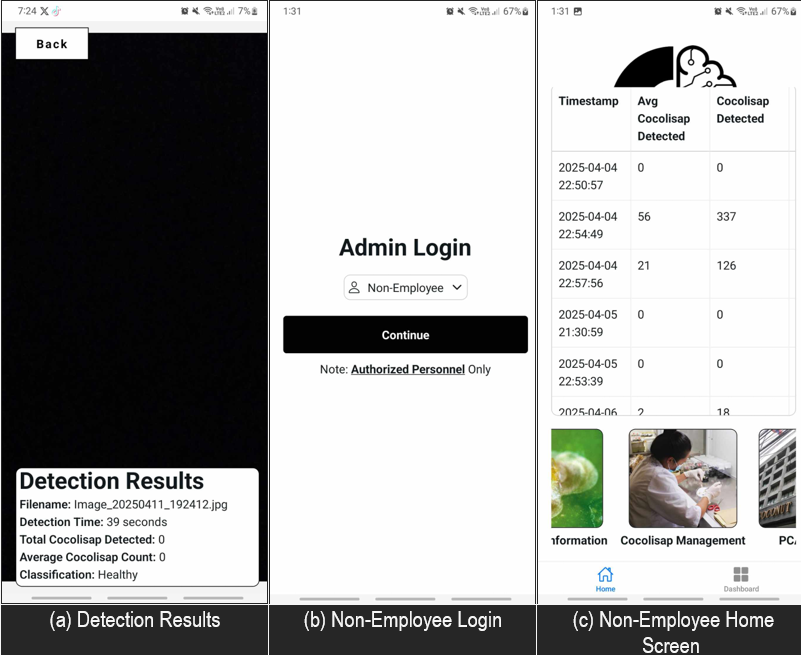 7:24
7%
Back
Detection Results
Filename: Image_20250411_192412.jpg
Detection Time: 39 seconds
Total Cocolisap Detected: 0
Average Cocolisap Count: 0
Classification: Healthy
(a) Detection Results
1:31
67%
Admin Login
Non-Employee
Continue
Note: Authorized Personnel Only
(b) Non-Employee Login
1:31
67%
Timestamp
Avg
Cocolisap
Detected
Cocolisap
Detected
2025-04-04
22:50:57
0
0
2025-04-04
22:54:49
56
337
2025-04-04
22:57:56
21
126
2025-04-05
21:30:59
0
0
2025-04-05
22:53:39
0
0
2025-04-06
2
18
nformation
Cocolisap Management
PCA
Home
Dashboard
(c) Non-Employee Home
Screen